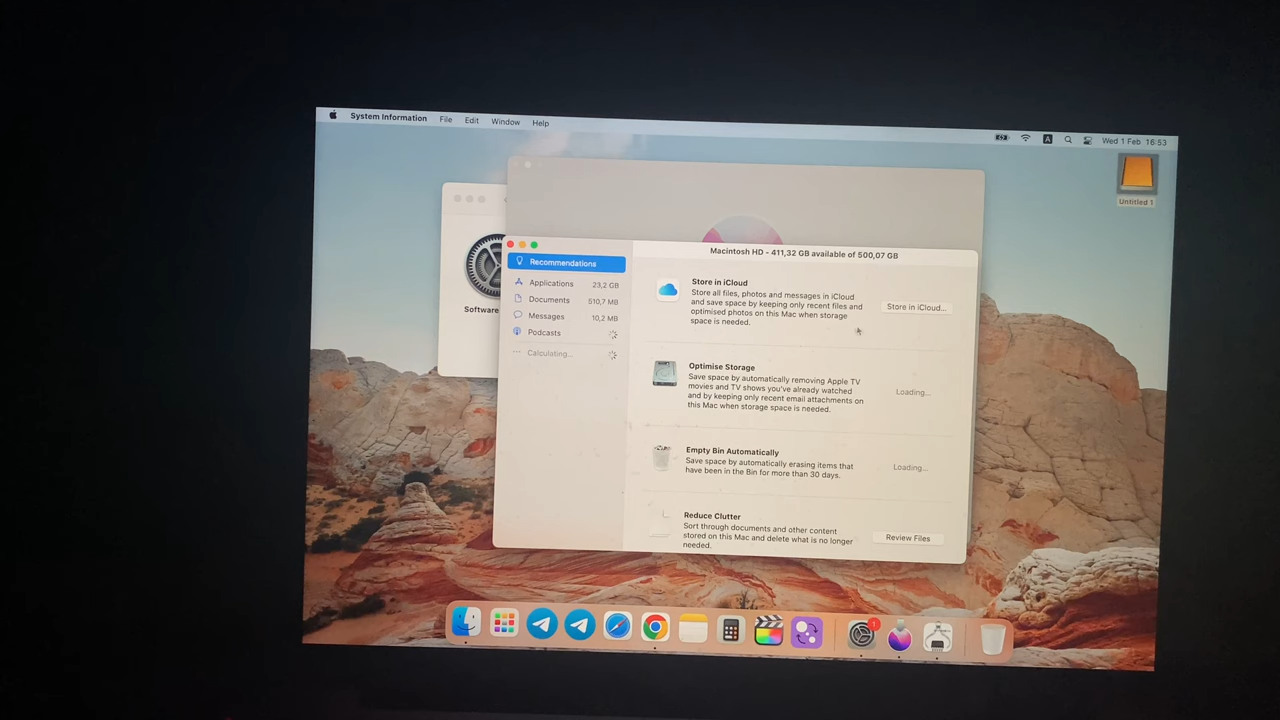 System Information File Edit Window Help
Wed 1 Feb 16:53
Untitled 1
Software
Macintosh HD - 411,32 GB available of 500,07 GB
Recommendations
Applications 23,2 GB
Documents 510,7 MB
Messages 10,2 MB
Podcasts
Calculating...
Store in iCloud
Store all files, photos and messages in iCloud
and save space by keeping only recent files and
optimised photos on this Mac when storage
space is needed.
Store in iCloud...
Optimise Storage
Save space by automatically removing Apple TV
movies and TV shows you've already watched
and by keeping only recent email attachments on
this Mac when storage space is needed.
Loading...
Empty Bin Automatically
Save space by automatically erasing items that
have been in the Bin for more than 30 days.
Loading...
Reduce Clutter
Sort through documents and other content
stored on this Mac and delete what is no longer
needed.
Review Files
1